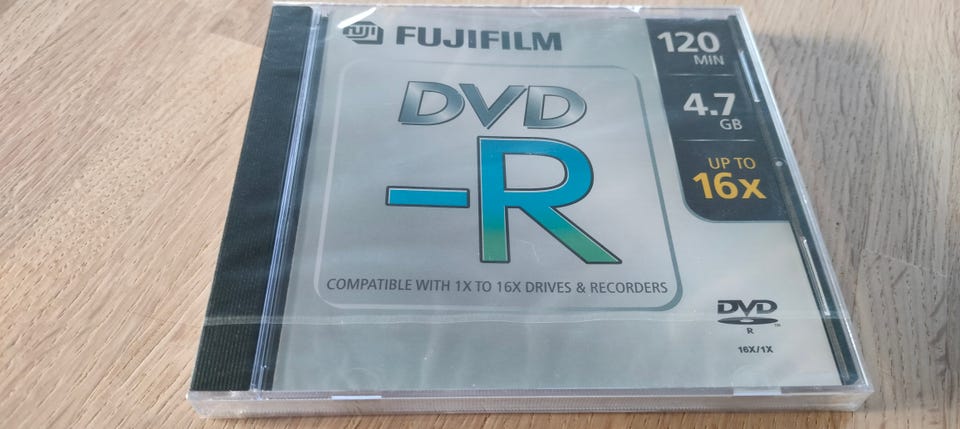 FUJI FUJIFILM
DVD
-R
COMPATIBLE WITH 1X TO 16X DRIVES & RECORDERS
120
MIN
4.7
GB
UP TO
16x
DVD
R
16X/1X